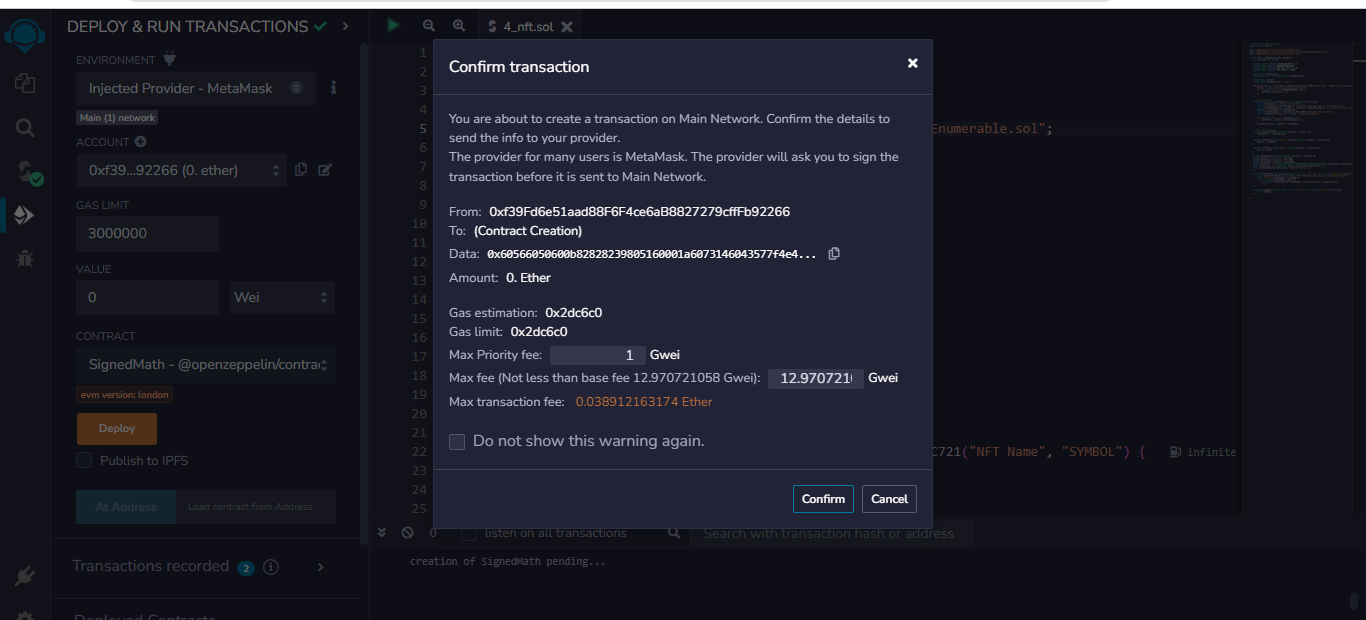 DEPLOY & RUN TRANSACTIONS
ENVIRONMENT
Injected Provider - MetaMask
Main (1) network
ACCOUNT
0xf39...92266 (0. ether)
GAS LIMIT
3000000
VALUE
0
Wei
CONTRACT
SignedMath - @openzeppelin/contrac
evm version: london
Deploy
Publish to IPFS
At Address
Load contract from Address
Transactions recorded 2
Deployed Contracts
4_nft.sol
1
2
3
4
5
Enumerable.sol";
6
7
8
9
10
11
12
13
14
15
16
17
18
19
20
21
22
C721("NFT Name", "SYMBOL") {
infinite
23
24
25
Confirm transaction
You are about to create a transaction on Main Network. Confirm the details to
send the info to your provider.
The provider for many users is MetaMask. The provider will ask you to sign the
transaction before it is sent to Main Network.
From: 0xf39Fd6e51aad88F6F4ce6aB8827279cffFb92266
To: (Contract Creation)
Data: 0x60566050600b82828239805160001a6073146043577f4e4...
Amount: 0. Ether
Gas estimation: 0x2dc6c0
Gas limit: 0x2dc6c0
Max Priority fee: 1 Gwei
Max fee (Not less than base fee 12.970721058 Gwei): 12.970721 Gwei
Max transaction fee: 0.038912163174 Ether
Do not show this warning again.
Confirm
Cancel
0
listen on all transactions
Search with transaction hash or address
creation of SignedMath pending...